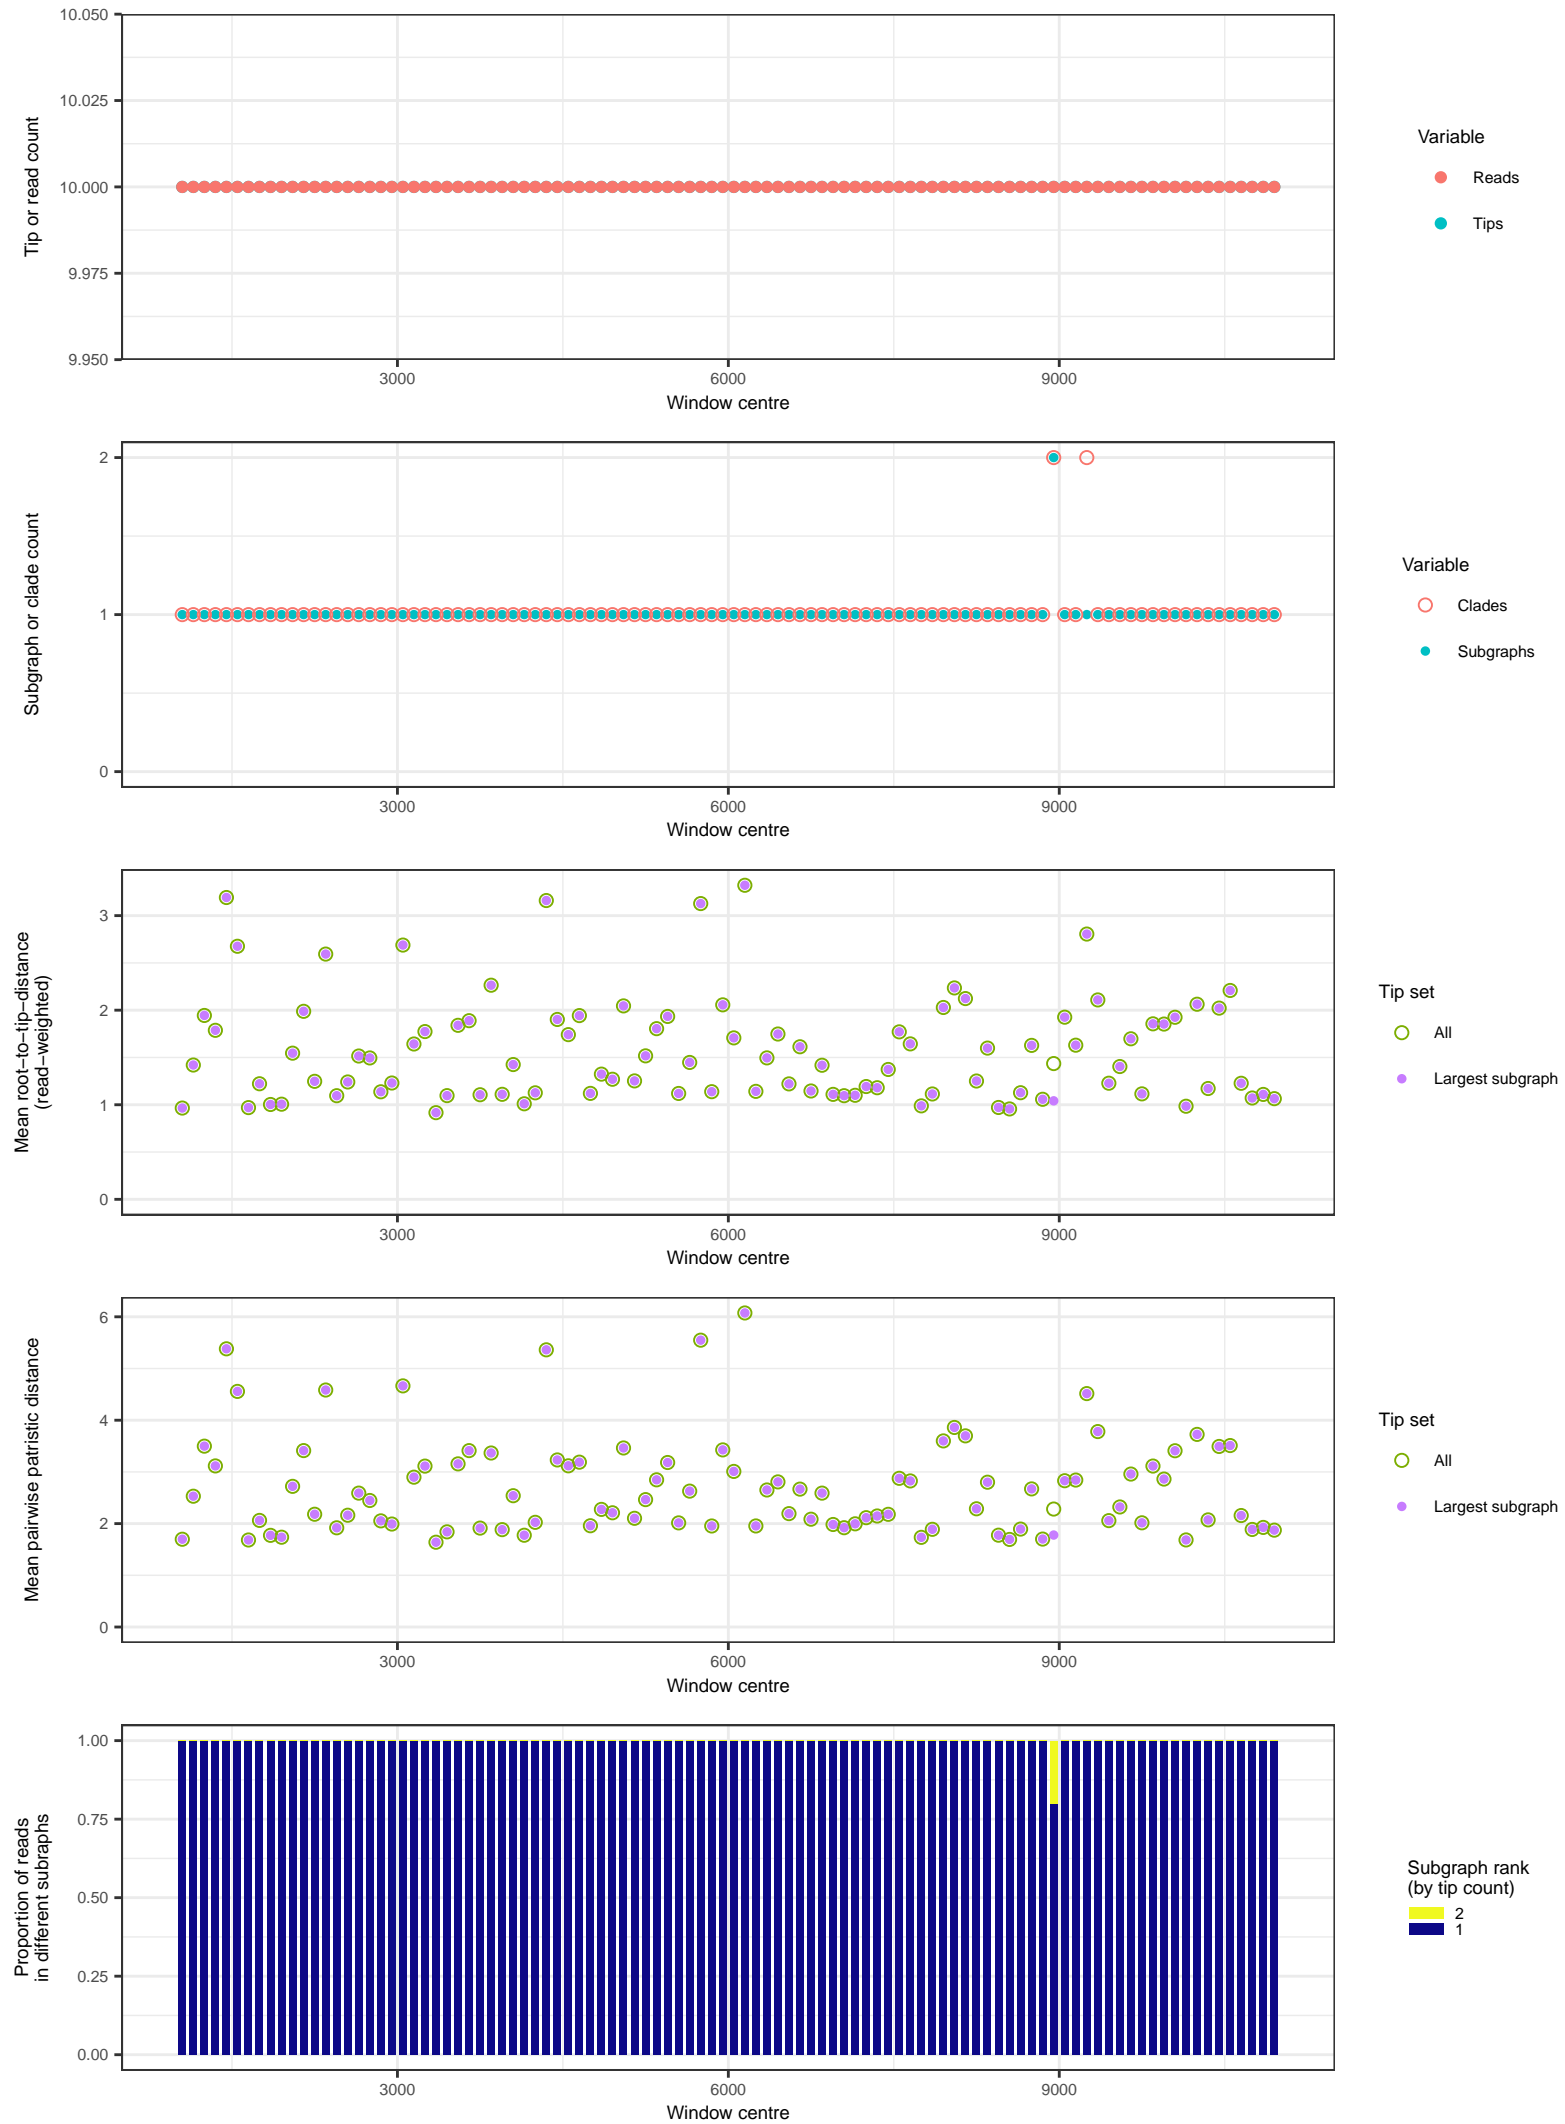 10.050
10.025
10.000
9.975
9.950
Tip or read count
3000 6000 9000
Window centre
Variable
Reads
Tips
2
1
0
Subgraph or clade count
3000 6000 9000
Window centre
Variable
Clades
Subgraphs
3
2
1
0
Mean root−to−tip−distance
(read−weighted)
3000 6000 9000
Window centre
Tip set
All
Largest subgraph
6
4
2
0
Mean pairwise patristic distance
3000 6000 9000
Window centre
Tip set
All
Largest subgraph
1.00
0.75
0.50
0.25
0.00
Proportion of reads
in different subraphs
3000 6000 9000
Window centre
Subgraph rank
(by tip count)
2
1